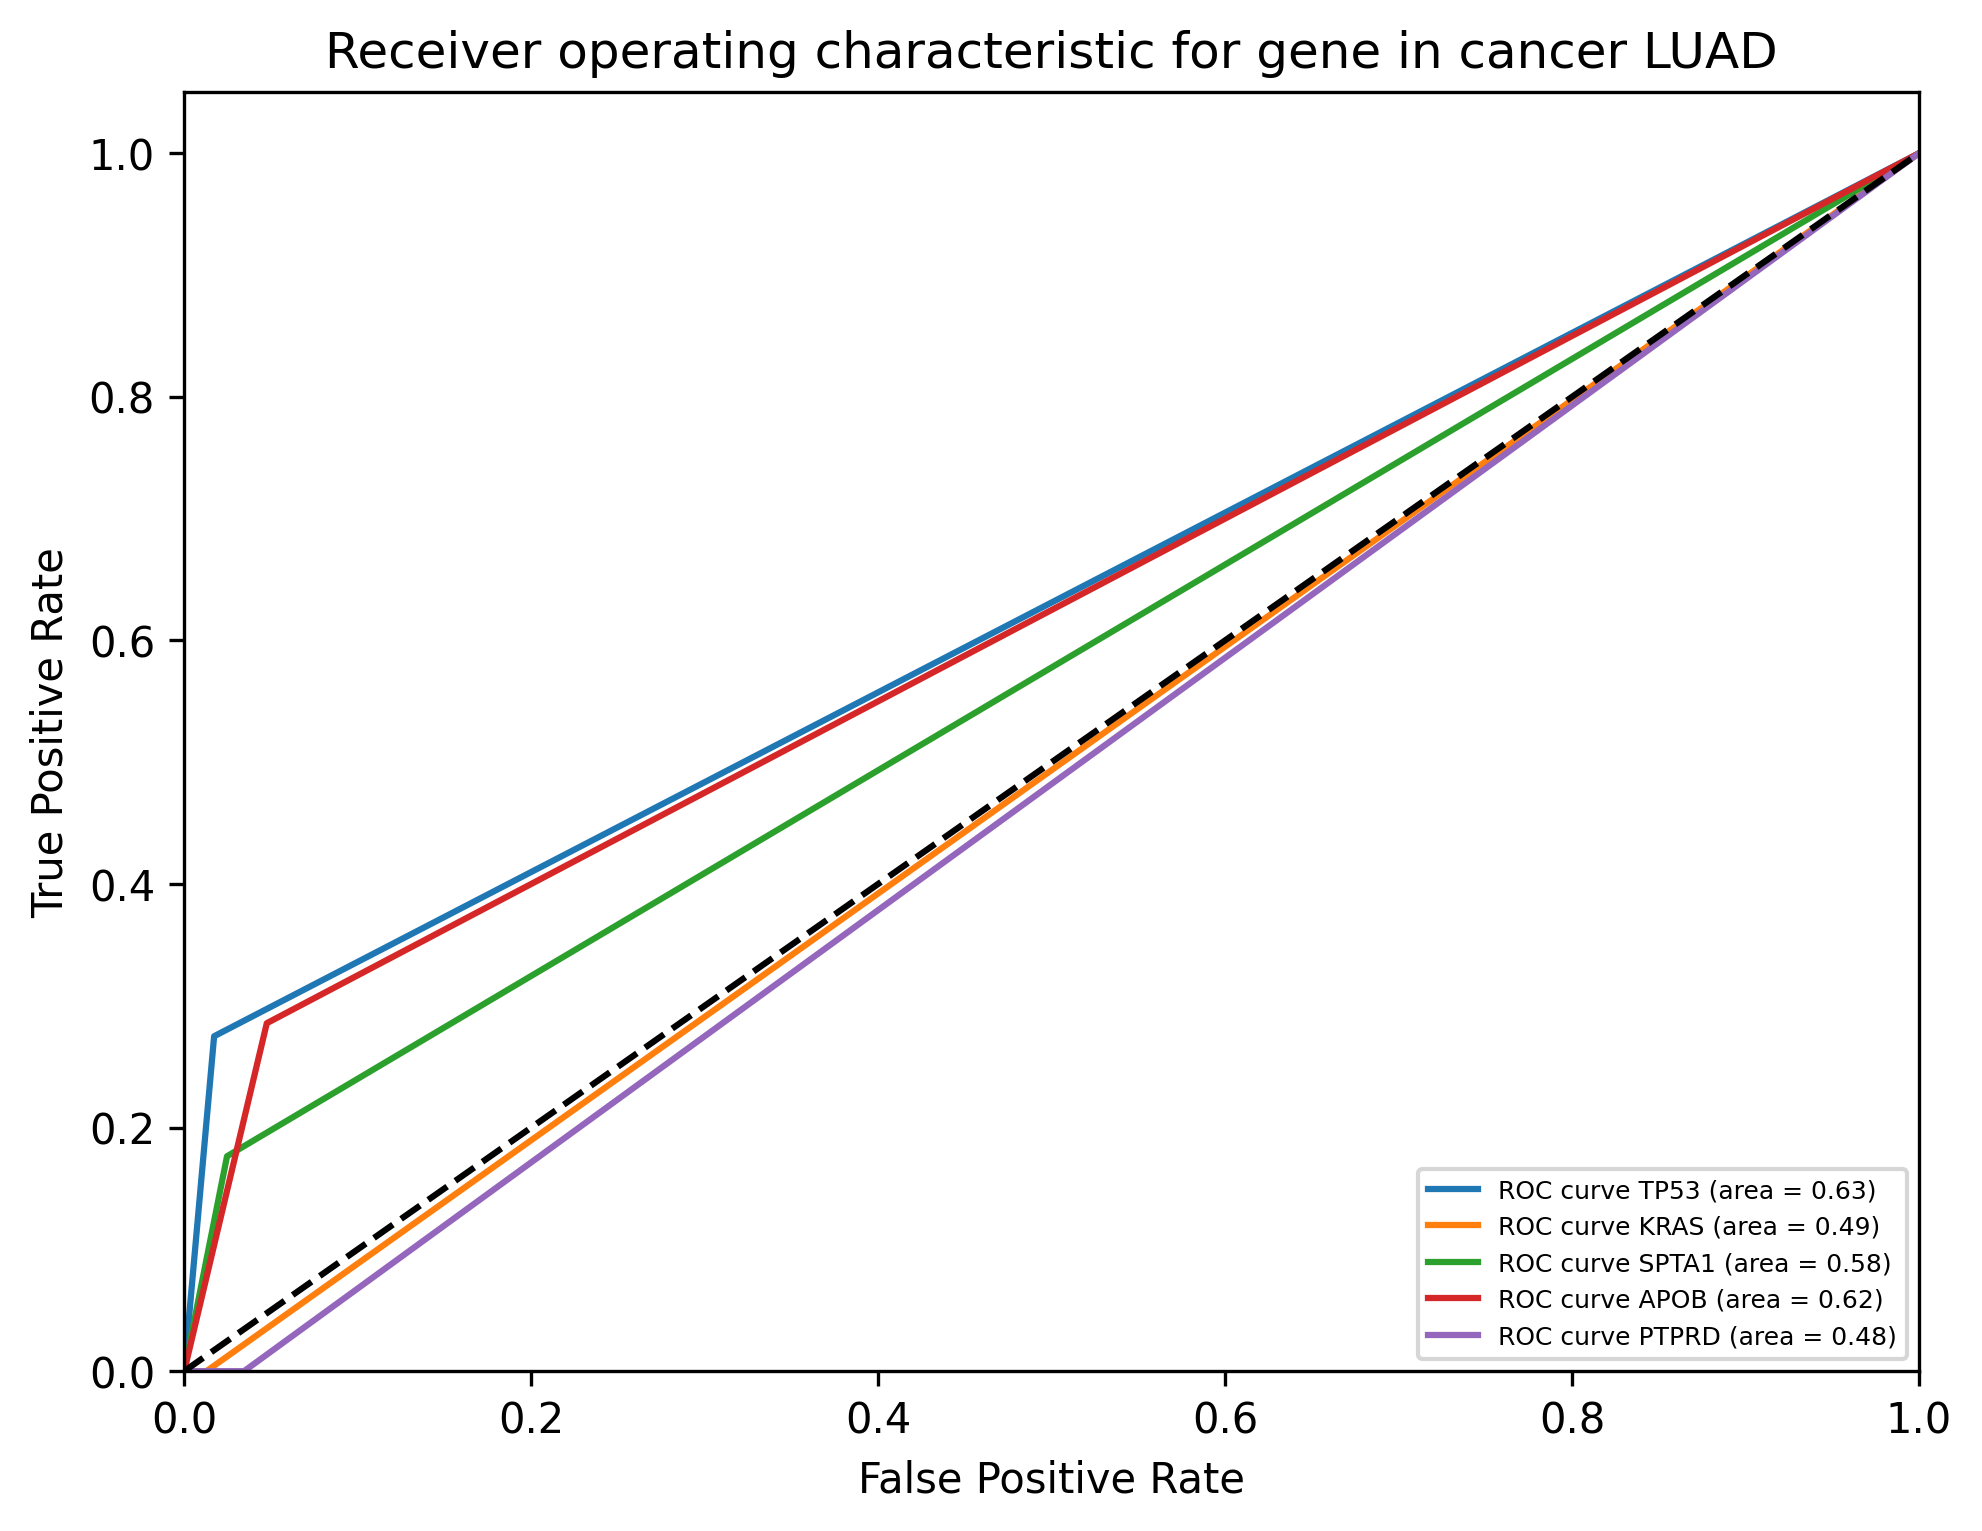 Receiver operating characteristic for gene in cancer LUAD
True Positive Rate
1.0
0.8
0.6
0.4
0.2
0.0
ROC curve TP53 (area = 0.63)
ROC curve KRAS (area = 0.49)
ROC curve SPTA1 (area = 0.58)
ROC curve APOB (area = 0.62)
ROC curve PTPRD (area = 0.48)
0.0 0.2 0.4 0.6 0.8 1.0
False Positive Rate